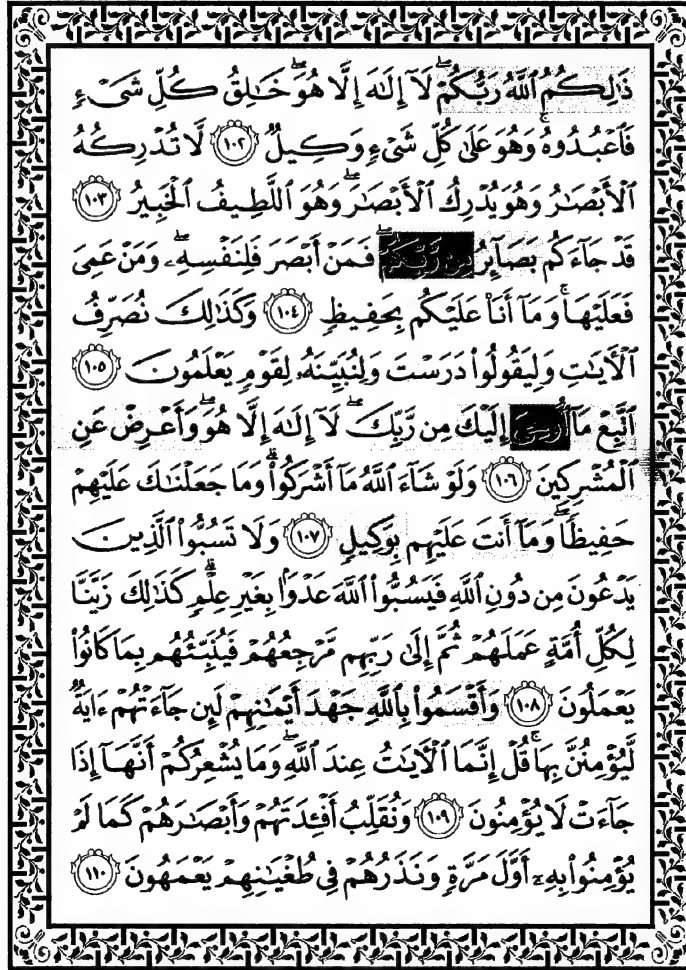 ذَٰلِكُمُ ٱللَّهُ رَبُّكُمْ ۖ لَآ إِلَٰهَ إِلَّا هُوَ ۖ خَٰلِقُ كُلِّ شَىْءٍ
فَٱعْبُدُوهُ ۚ وَهُوَ عَلَىٰ كُلِّ شَىْءٍ وَكِيلٌ ١٠٢ لَّا تُدْرِكُهُ
ٱلْأَبْصَٰرُ وَهُوَ يُدْرِكُ ٱلْأَبْصَٰرَ ۖ وَهُوَ ٱللَّطِيفُ ٱلْخَبِيرُ ١٠٣
قَدْ جَآءَكُم بَصَآئِرُ مِن رَّبِّكُمْ ۖ فَمَنْ أَبْصَرَ فَلِنَفْسِهِۦ ۖ وَمَنْ عَمِىَ
فَعَلَيْهَا ۚ وَمَآ أَنَا۠ عَلَيْكُم بِحَفِيظٍ ١٠٤ وَكَذَٰلِكَ نُصَرِّفُ
ٱلْأٓيَٰتِ وَلِيَقُولُوا۟ دَرَسْتَ وَلِنُبَيِّنَهُۥ لِقَوْمٍ يَعْلَمُونَ ١٠٥
ٱتَّبِعْ مَآ أُوحِىَ إِلَيْكَ مِن رَّبِّكَ ۖ لَآ إِلَٰهَ إِلَّا هُوَ ۖ وَأَعْرِضْ عَنِ
ٱلْمُشْرِكِينَ ١٠٦ وَلَوْ شَآءَ ٱللَّهُ مَآ أَشْرَكُوا۟ ۗ وَمَا جَعَلْنَٰكَ عَلَيْهِمْ
حَفِيظًا ۖ وَمَآ أَنتَ عَلَيْهِم بِوَكِيلٍ ١٠٧ وَلَا تَسُبُّوا۟ ٱلَّذِينَ
يَدْعُونَ مِن دُونِ ٱللَّهِ فَيَسُبُّوا۟ ٱللَّهَ عَدْوًۢا بِغَيْرِ عِلْمٍ ۗ كَذَٰلِكَ زَيَّنَّا
لِكُلِّ أُمَّةٍ عَمَلَهُمْ ثُمَّ إِلَىٰ رَبِّهِم مَّرْجِعُهُمْ فَيُنَبِّئُهُم بِمَا كَانُوا۟
يَعْمَلُونَ ١٠٨ وَأَقْسَمُوا۟ بِٱللَّهِ جَهْدَ أَيْمَٰنِهِمْ لَئِن جَآءَتْهُمْ ءَايَةٌ
لَّيُؤْمِنُنَّ بِهَا ۚ قُلْ إِنَّمَا ٱلْأٓيَٰتُ عِندَ ٱللَّهِ ۖ وَمَا يُشْعِرُكُمْ أَنَّهَآ إِذَا
جَآءَتْ لَا يُؤْمِنُونَ ١٠٩ وَنُقَلِّبُ أَفْـِٔدَتَهُمْ وَأَبْصَٰرَهُمْ كَمَا لَمْ
يُؤْمِنُوا۟ بِهِۦٓ أَوَّلَ مَرَّةٍ وَنَذَرُهُمْ فِى طُغْيَٰنِهِمْ يَعْمَهُونَ ١١٠